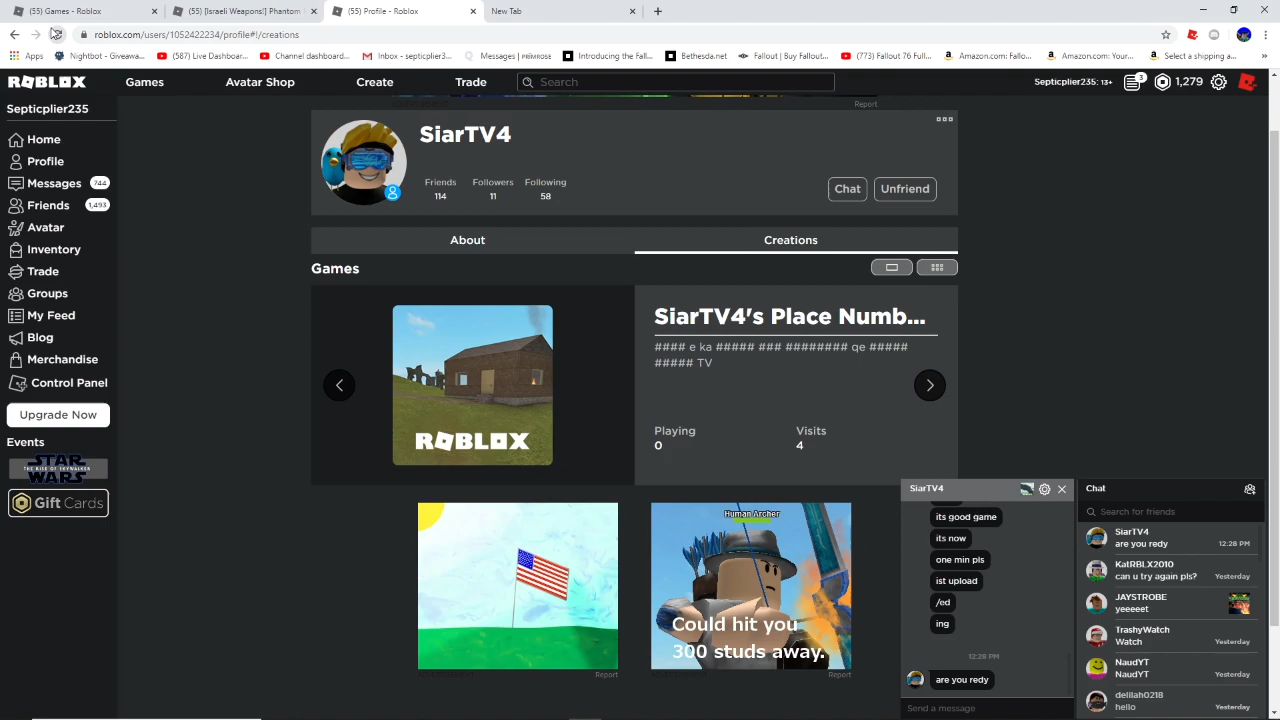 (55) Games
(55) [Israeli Weapons!] Phantom
(55) Profile - Roblox
New Tab
roblox.com/users/1052422234/profile#!/creations
Apps
Nightbot - Giveawa...
(587) Live Dashboard...
Channel dashboard...
Inbox - septicplier3...
Messages | PRIMROSE
Introducing the Fall...
Bethesda.net
Fallout | Buy Fallout...
(773) Fallout 76 Fort...
Amazon.com: Fallo...
Amazon.com: Your...
Select a shipping a...
»
ROBLOX
Games
Avatar Shop
Create
Trade
Search
Septicplier235: 13+
3
1,279
Septicplier235
Home
Profile
Messages
744
Friends
1,493
Avatar
Inventory
Trade
Groups
My Feed
Blog
Merchandise
Control Panel
Upgrade Now
Events
STAR
THE RISE OF SKYWALKER
WARS
Gift Cards
Report
SiarTV4
Friends
114
Followers
11
Following
58
Chat
Unfriend
About
Creations
Games
ROBLOX
SiarTV4's Place Numb...
#### e ka ##### ### ######## qe #####
##### TV
Playing
0
Visits
4
Human Archer
Could hit you
300 studs away.
Report
Report
SiarTV4
its good game
its now
one min pls
ist upload
/ed
ing
12:28 PM
are you redy
Send a message
Chat
Search for friends
SiarTV4
are you redy
12:28 PM
KatRBLX2010
can u try again pls?
Yesterday
JAYSTROBE
yeeeeet
TrashyWatch
Watch
Yesterday
NaudYT
NaudYT
Yesterday
delilah0218
hello
Yesterday